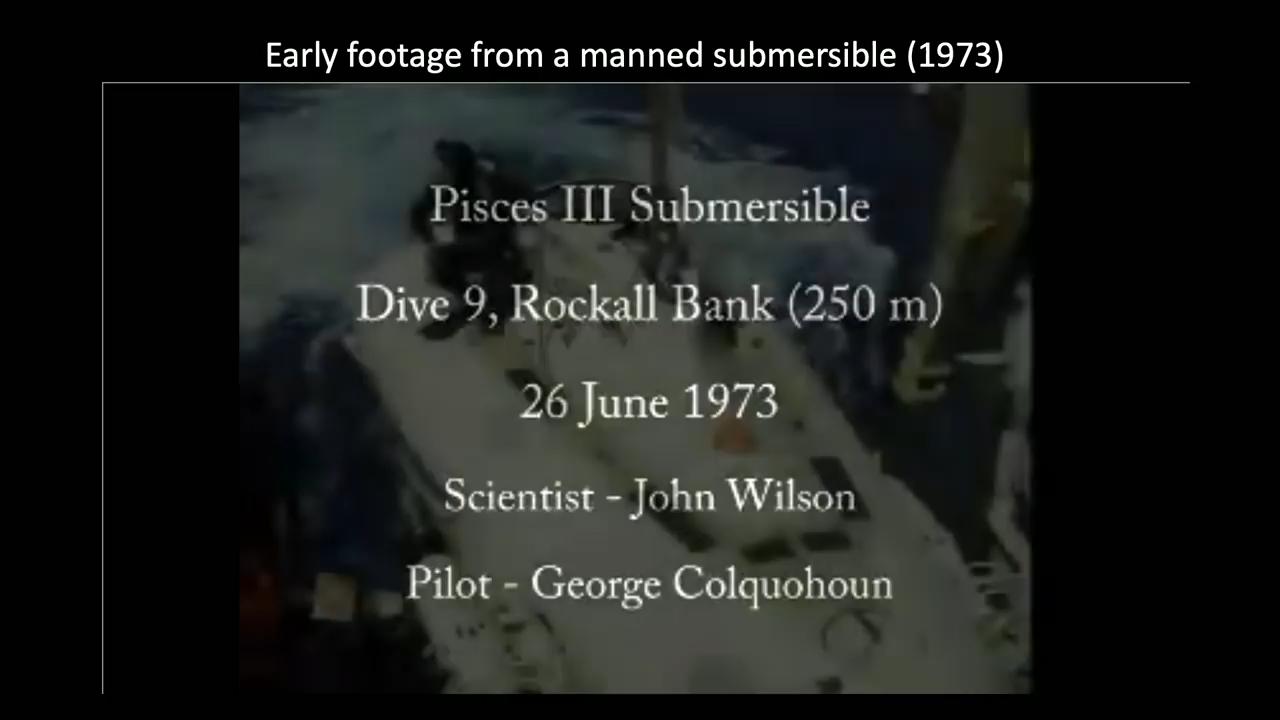 Early footage from a manned submersible (1973)
Pisces III Submersible
Dive 9, Rockall Bank (250 m)
26 June 1973
Scientist - John Wilson
Pilot - George Colquohoun